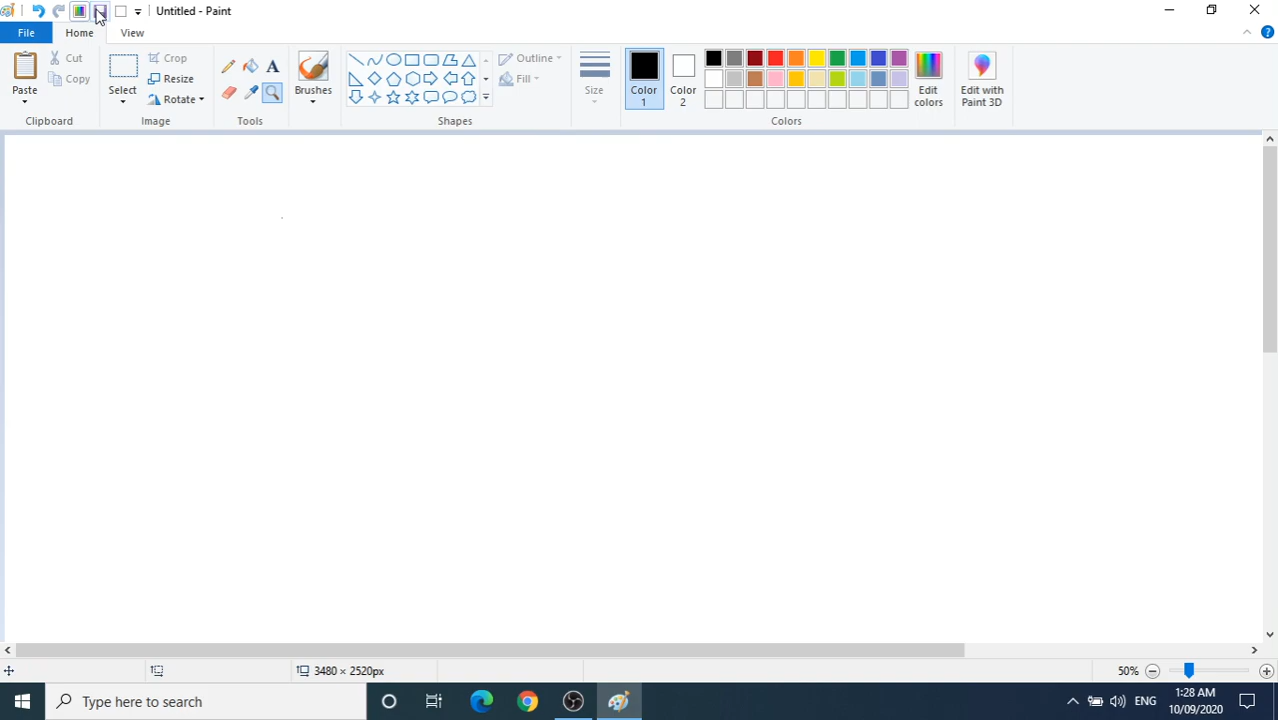 Untitled - Paint
File Home View
Paste
Cut
Copy
Clipboard
Select
Crop
Resize
Rotate
Image
A
Tools
Brushes
Shapes
Outline
Fill
Size
Color 1
Color 2
Colors
Edit colors
Edit with Paint 3D
3480 × 2520px
50%
Type here to search
ENG
1:28 AM
10/09/2020